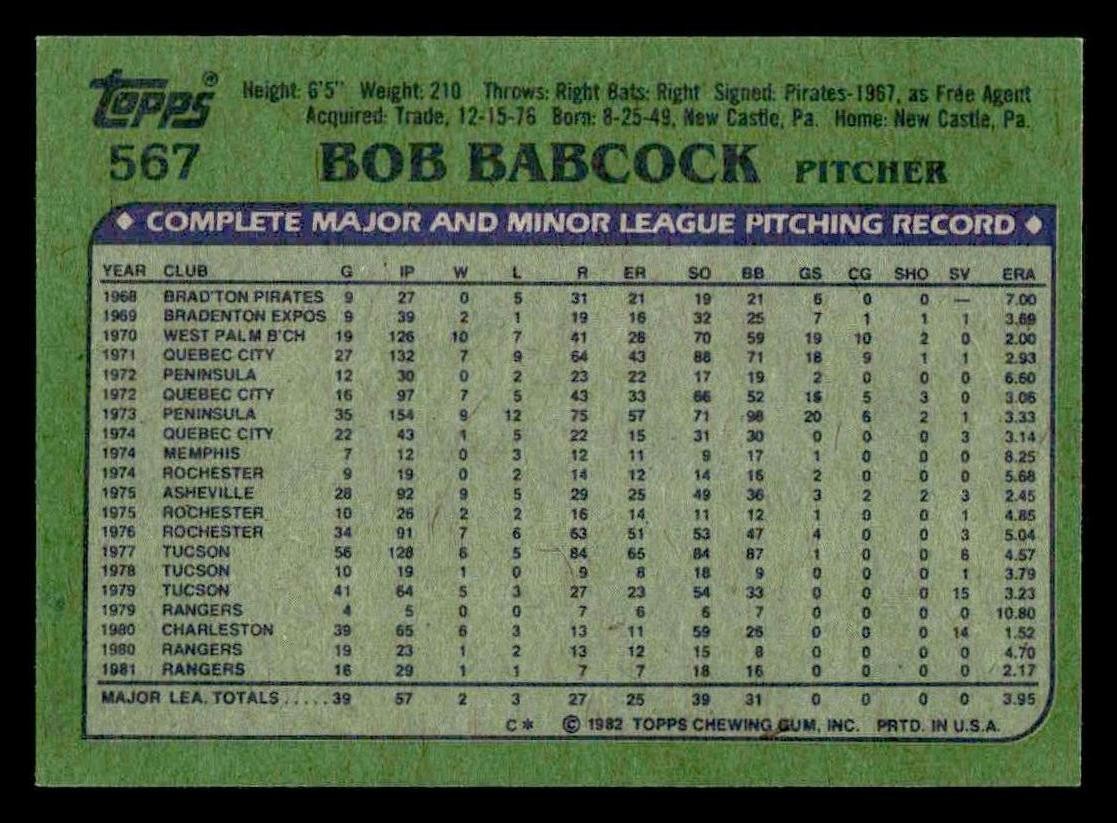 Topps® Height: 6'5" Weight: 210 Throws: Right Bats: Right Signed: Pirates-1967, as Free Agent
Acquired: Trade, 12-15-76 Born: 8-25-49, New Castle, Pa. Home: New Castle, Pa.
567 BOB BABCOCK PITCHER
◆ COMPLETE MAJOR AND MINOR LEAGUE PITCHING RECORD ◆
YEAR CLUB G IP W L R ER SO BB GS CG SHO SV ERA
1968 BRAD'TON PIRATES 9 27 0 5 31 21 19 21 6 0 0 — 7.00
1969 BRADENTON EXPOS 9 39 2 1 19 16 32 25 7 1 1 1 3.69
1970 WEST PALM B'CH 19 126 10 7 41 28 70 59 19 10 2 0 2.00
1971 QUEBEC CITY 27 132 7 9 64 43 88 71 18 9 1 1 2.93
1972 PENINSULA 12 30 0 2 23 22 17 19 2 0 0 0 6.60
1972 QUEBEC CITY 16 97 7 5 43 33 66 52 16 5 3 0 3.06
1973 PENINSULA 35 154 9 12 75 57 71 98 20 6 2 1 3.33
1974 QUEBEC CITY 22 43 1 5 22 15 31 30 0 0 0 3 3.14
1974 MEMPHIS 7 12 0 3 12 11 9 17 1 0 0 0 8.25
1974 ROCHESTER 9 19 0 2 14 12 14 16 2 0 0 0 5.68
1975 ASHEVILLE 28 92 9 5 29 25 49 36 3 2 2 3 2.45
1975 ROCHESTER 10 26 2 2 16 14 11 12 1 0 0 1 4.85
1976 ROCHESTER 34 91 7 6 63 51 53 47 4 0 0 3 5.04
1977 TUCSON 56 128 6 5 84 65 84 87 1 0 0 6 4.57
1978 TUCSON 10 19 1 0 9 8 18 9 0 0 0 1 3.79
1979 TUCSON 41 64 5 3 27 23 54 33 0 0 0 15 3.23
1979 RANGERS 4 5 0 0 7 6 6 7 0 0 0 0 10.80
1980 CHARLESTON 39 65 6 3 13 11 59 26 0 0 0 14 1.52
1980 RANGERS 19 23 1 2 13 12 15 8 0 0 0 0 4.70
1981 RANGERS 16 29 1 1 7 7 18 16 0 0 0 0 2.17
MAJOR LEA. TOTALS.....39 57 2 3 27 25 39 31 0 0 0 0 3.95
C* © 1982 TOPPS CHEWING GUM, INC. PRTD. IN U.S.A.